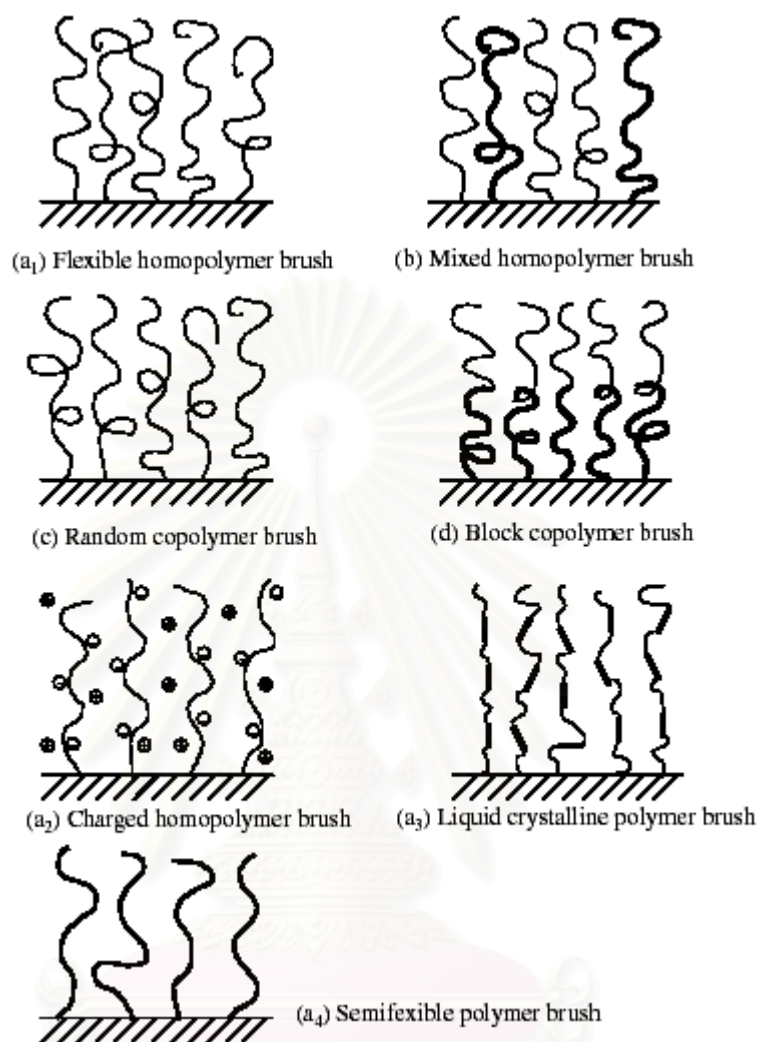 (a₁) Flexible homopolymer brush
(b) Mixed homopolymer brush
(c) Random copolymer brush
(d) Block copolymer brush
(a₂) Charged homopolymer brush
(a₃) Liquid crystalline polymer brush
(a₄) Semifexible polymer brush